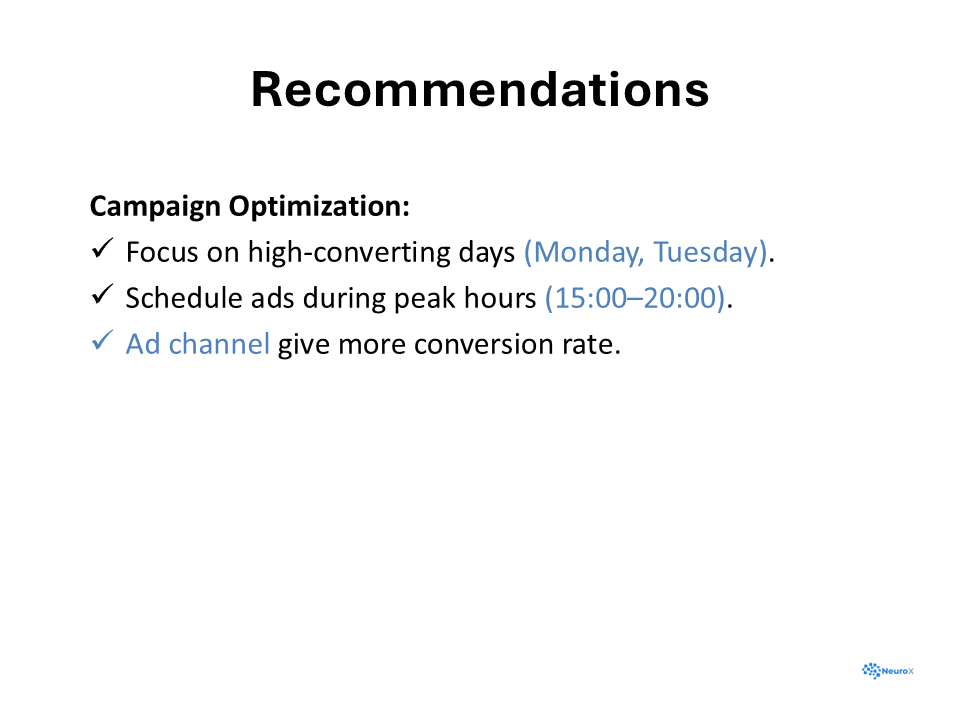 Recommendations
Campaign Optimization:
✓ Focus on high-converting days (Monday, Tuesday).
✓ Schedule ads during peak hours (15:00–20:00).
✓ Ad channel give more conversion rate.
NeuroX